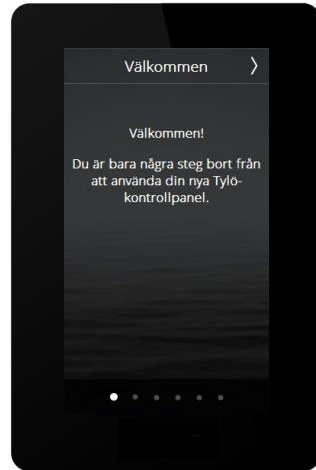 Välkommen
Välkommen!
Du är bara några steg bort från
att använda din nya Tylö-
kontrollpanel.